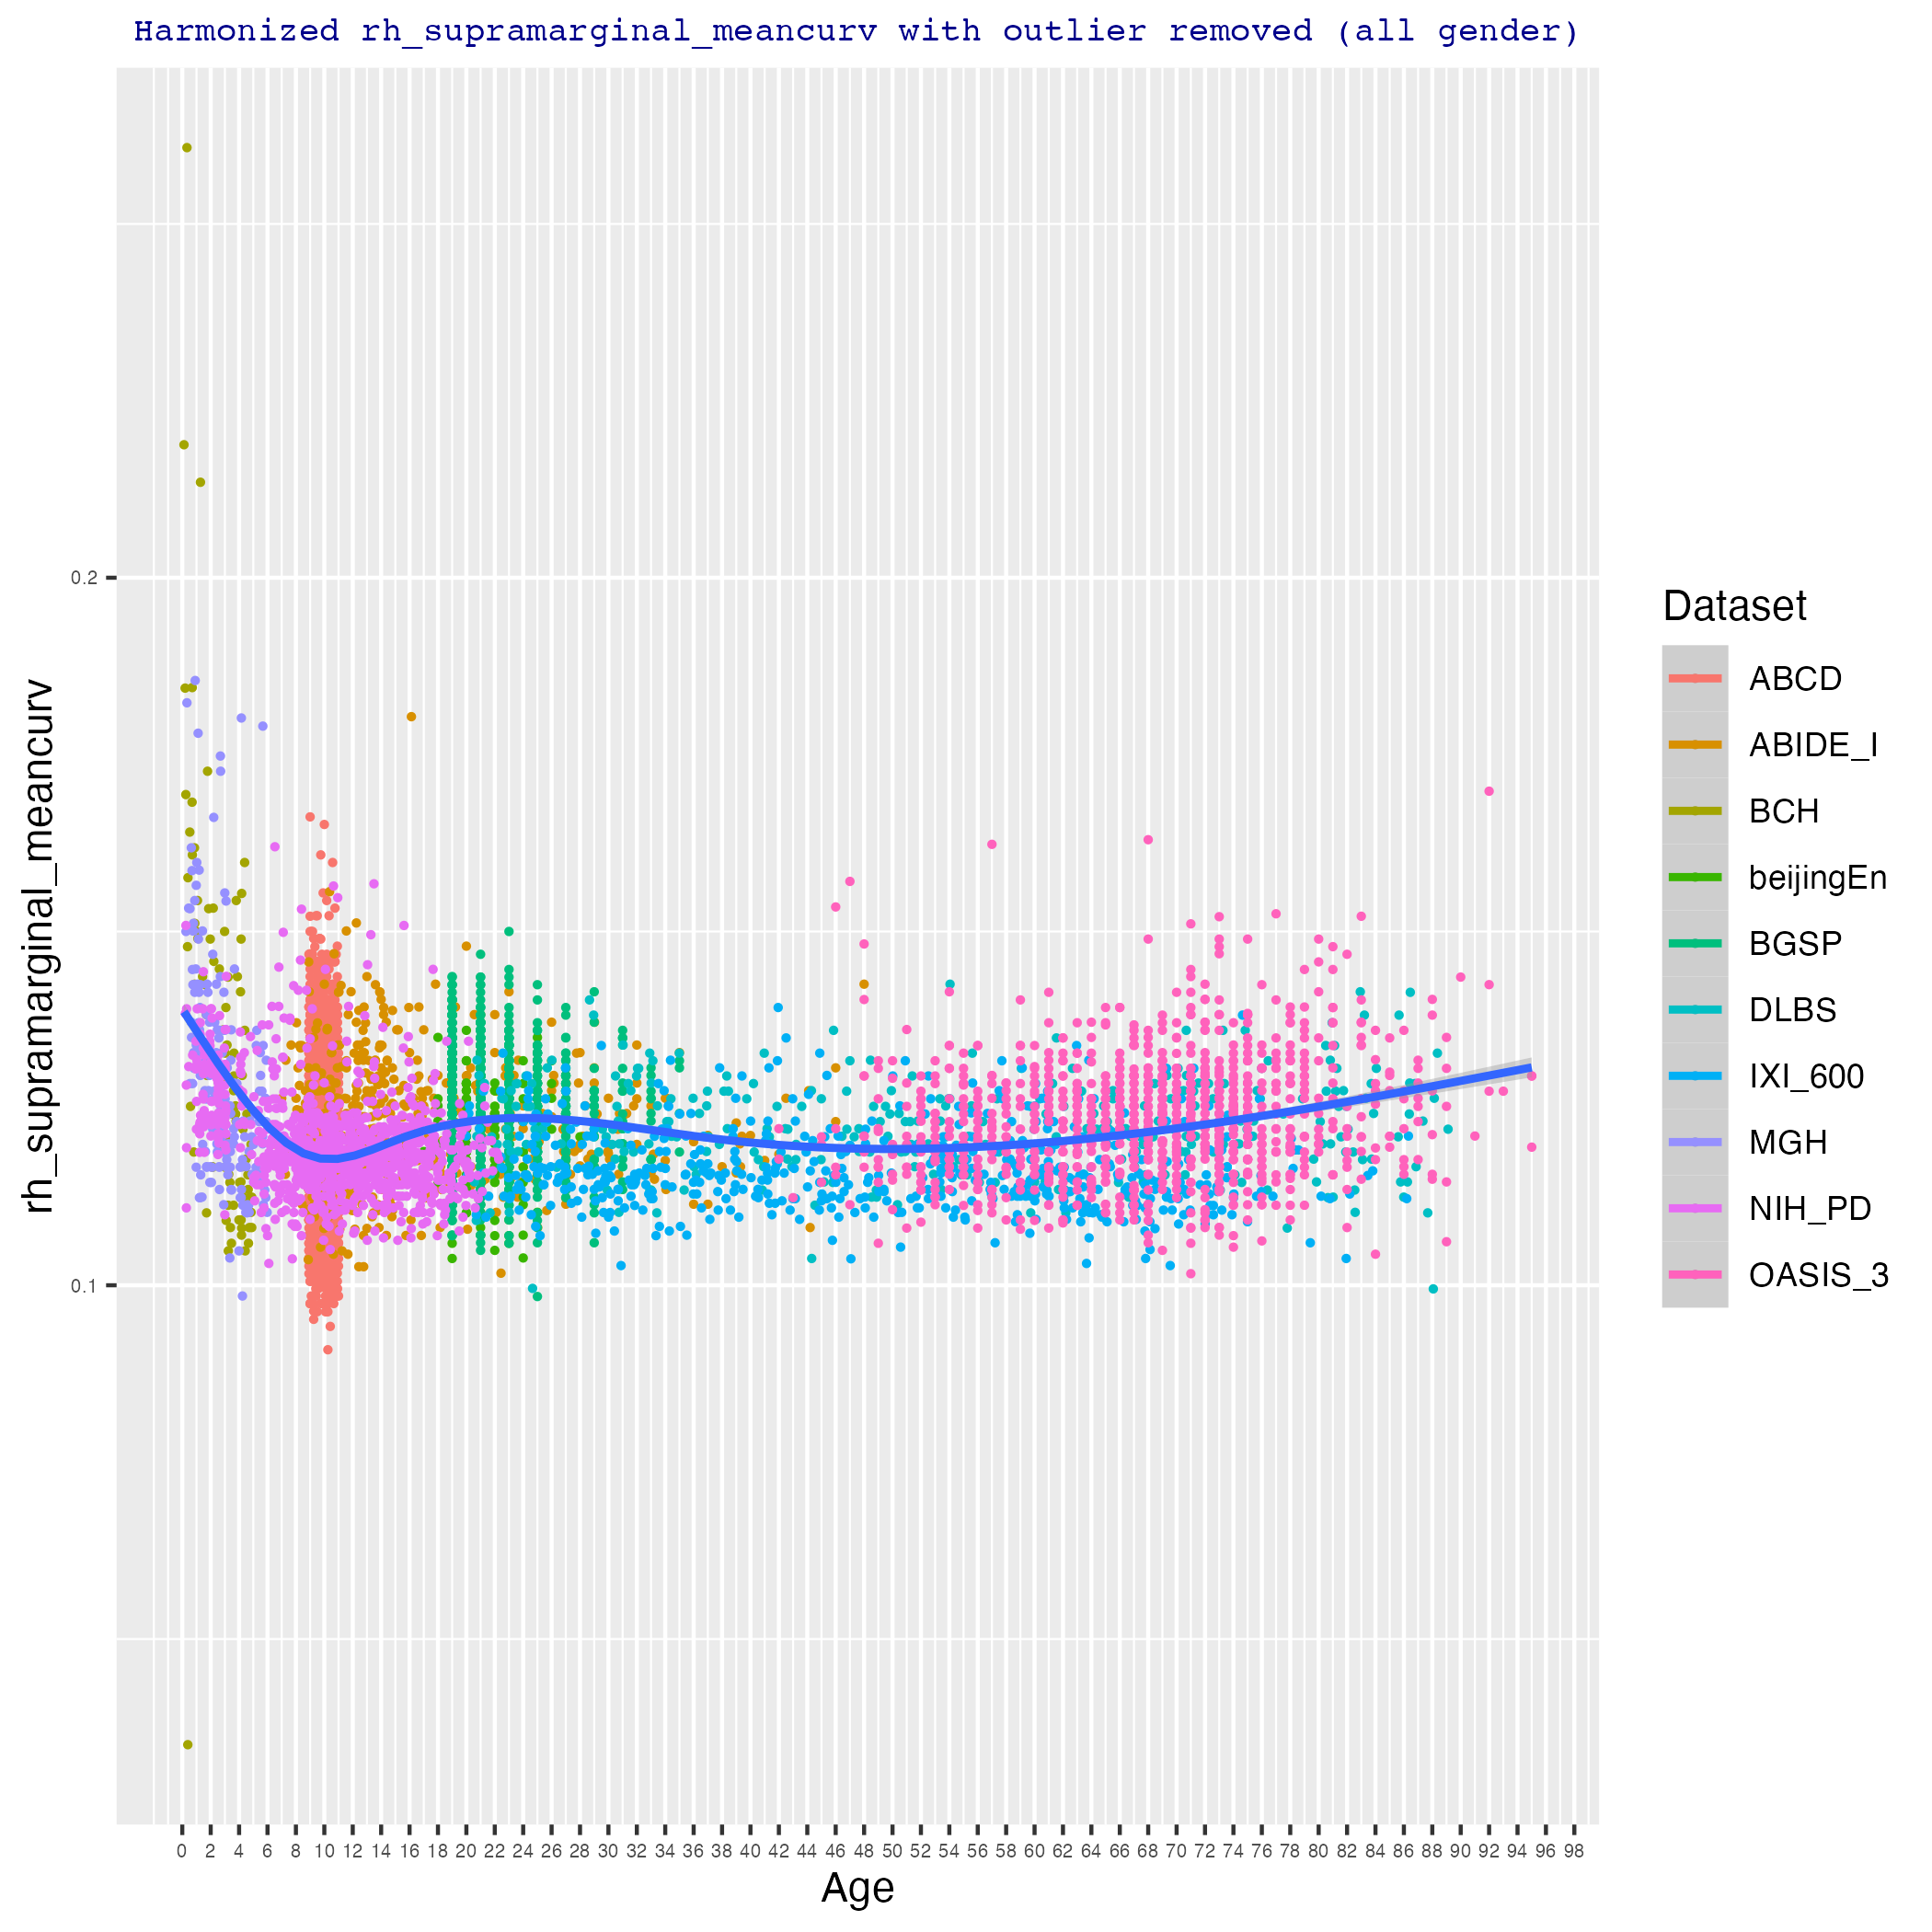 Harmonized rh_supramarginal_meancurv with outlier removed (all gender)
rh_supramarginal_meancurv
0.2
0.1
0 2 4 6 8 10 12 14 16 18 20 22 24 26 28 30 32 34 36 38 40 42 44 46 48 50 52 54 56 58 60 62 64 66 68 70 72 74 76 78 80 82 84 86 88 90 92 94 96 98
Age
Dataset
ABCD
ABIDE_I
BCH
beijingEn
BGSP
DLBS
IXI_600
MGH
NIH_PD
OASIS_3